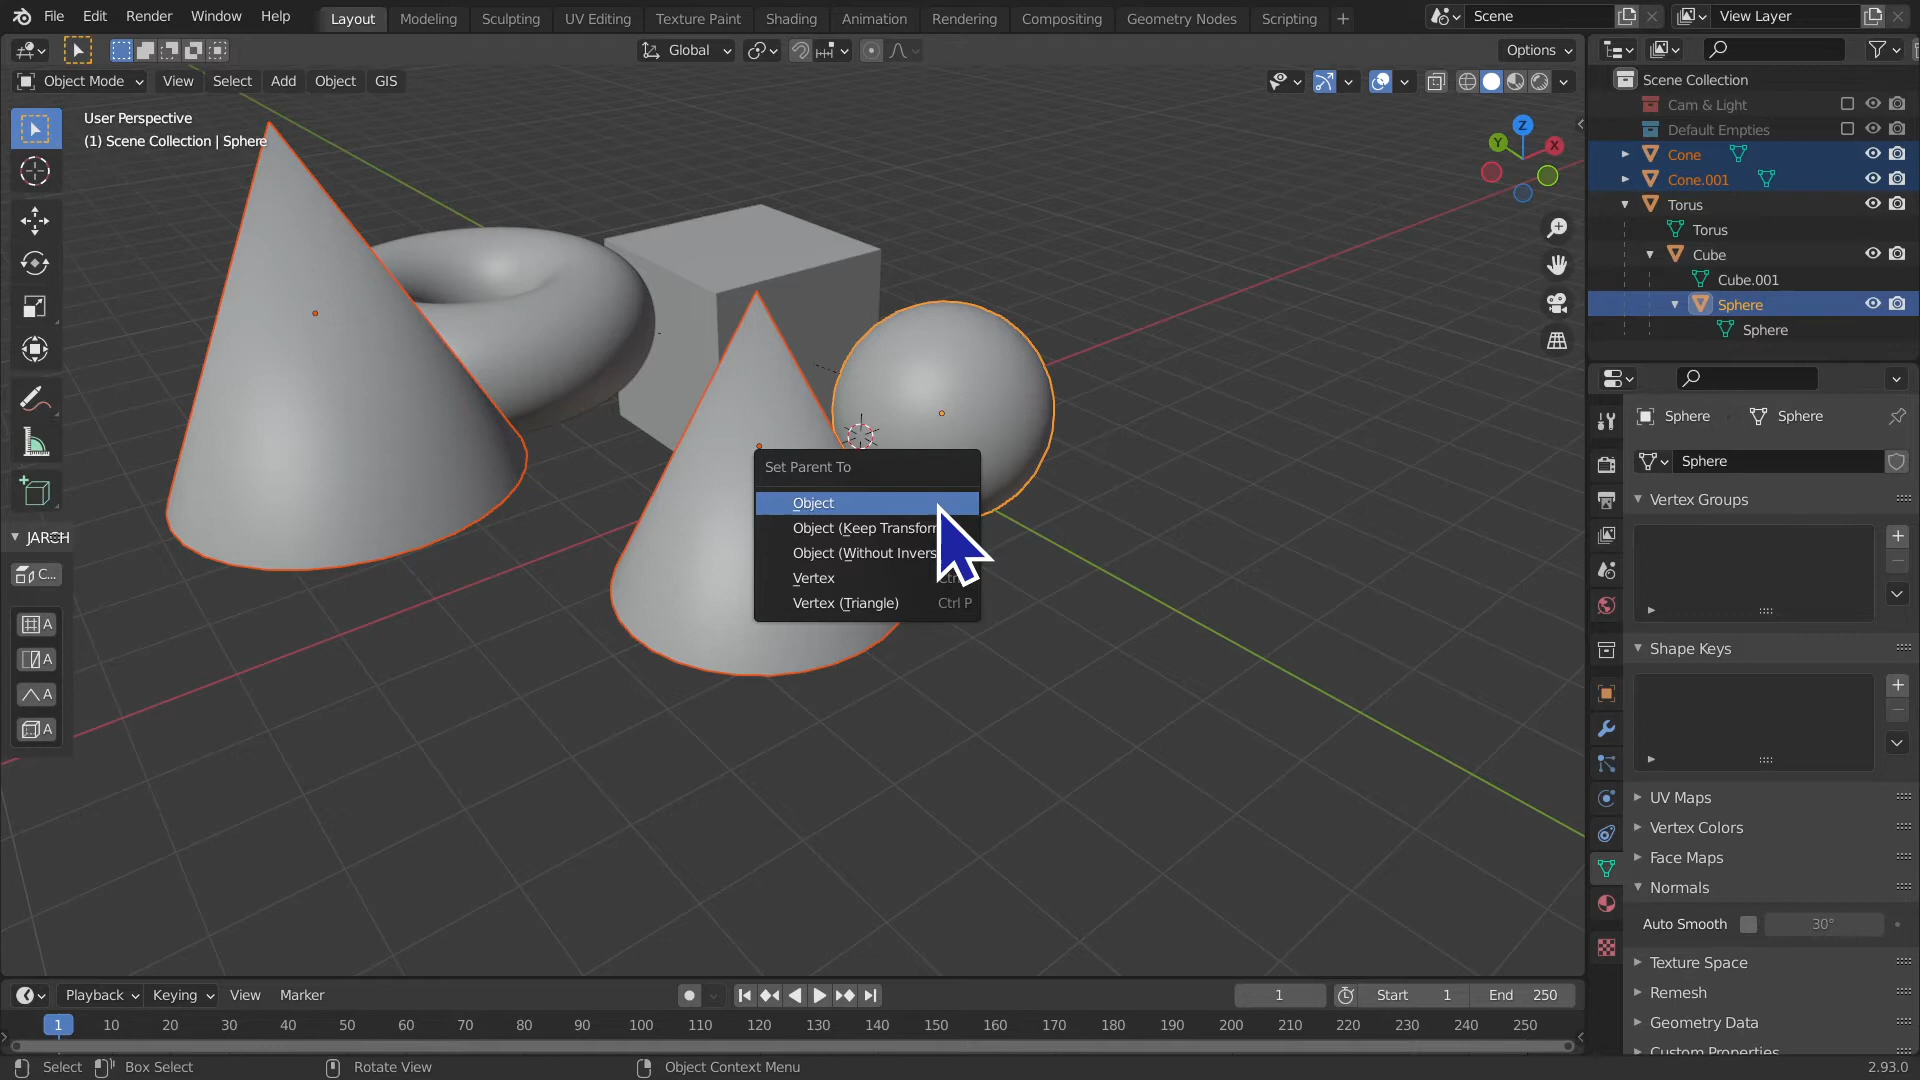 File Edit Render Window Help Layout Modeling Sculpting UV Editing Texture Paint Shading Animation Rendering Compositing Geometry Nodes Scripting Scene View Layer
Global Options
Object Mode View Select Add Object GIS
User Perspective
(1) Scene Collection | Sphere
Z
Y
X
Scene Collection
Cam & Light
Default Empties
Cone
Cone.001
Torus
Torus
Cube
Cube.001
Sphere
Sphere
Set Parent To
Object
Object (Keep Transfor
Object (Without Invers
Vertex
Vertex (Triangle) Ctrl P
C...
A
A
A
A
Sphere Sphere
Sphere
Vertex Groups
Shape Keys
UV Maps
Vertex Colors
Face Maps
Normals
Auto Smooth 30°
Texture Space
Remesh
Geometry Data
Custom Properties
Playback Keying View Marker 1 Start 1 End 250
1 10 20 30 40 50 60 70 80 90 100 110 120 130 140 150 160 170 180 190 200 210 220 230 240 250
Select Box Select Rotate View Object Context Menu 2.93.0